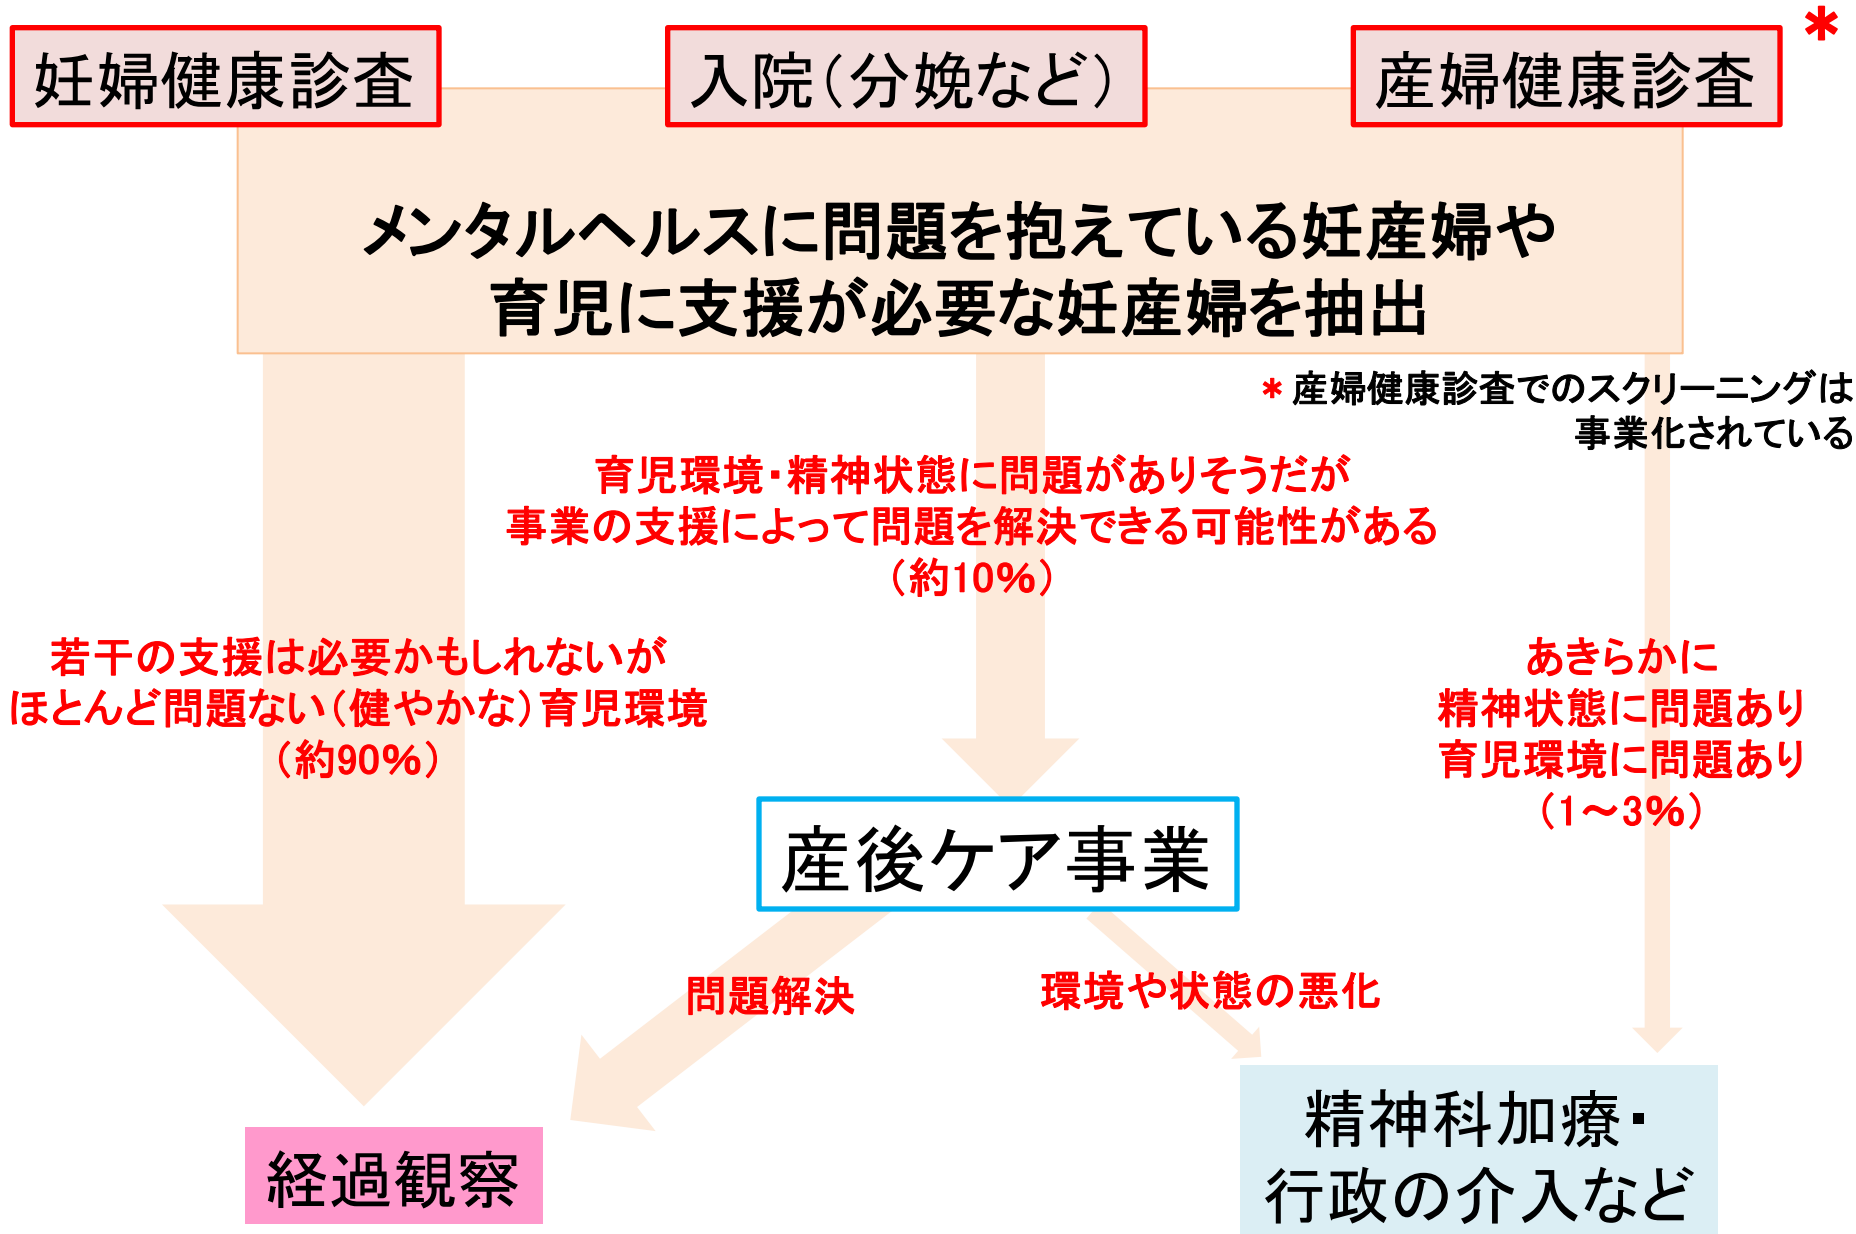 妊婦健康診査
入院（分娩など）
産婦健康診査
*
メンタルヘルスに問題を抱えている妊産婦や
育児に支援が必要な妊産婦を抽出
* 産婦健康診査でのスクリーニングは
事業化されている
育児環境・精神状態に問題がありそうだが
事業の支援によって問題を解決できる可能性がある
（約10%）
若干の支援は必要かもしれないが
ほとんど問題ない（健やかな）育児環境
（約90%）
あきらかに
精神状態に問題あり
育児環境に問題あり
（1～3%）
産後ケア事業
問題解決
環境や状態の悪化
経過観察
精神科加療・
行政の介入など